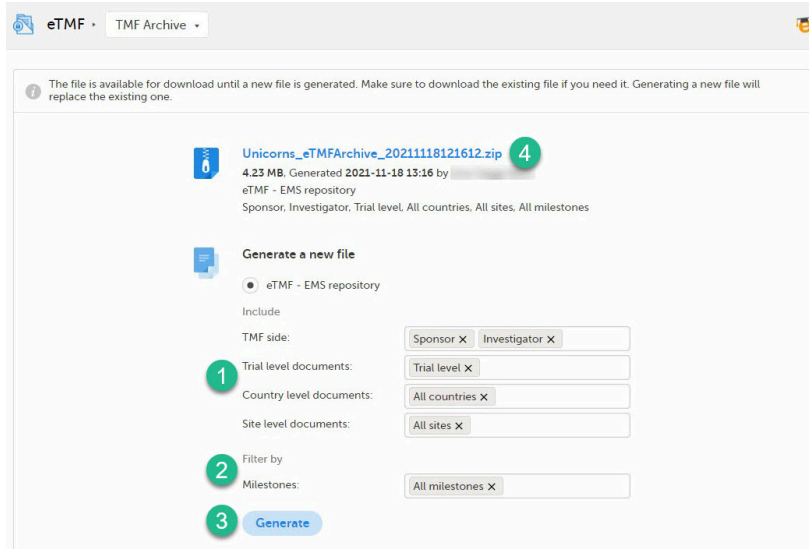 eTMF
TMF Archive
The file is available for download until a new file is generated. Make sure to download the existing file if you need it. Generating a new file will
replace the existing one.
Unicorns_eTMFArchive_20211118121612.zip 4
4.23 MB, Generated 2021-11-18 13:16 by
eTMF - EMS repository
Sponsor, Investigator, Trial level, All countries, All sites, All milestones
Generate a new file
eTMF - EMS repository
Include
TMF side: Sponsor × Investigator ×
1
Trial level documents: Trial level ×
Country level documents: All countries ×
Site level documents: All sites ×
2
Filter by
Milestones: All milestones ×
3 Generate